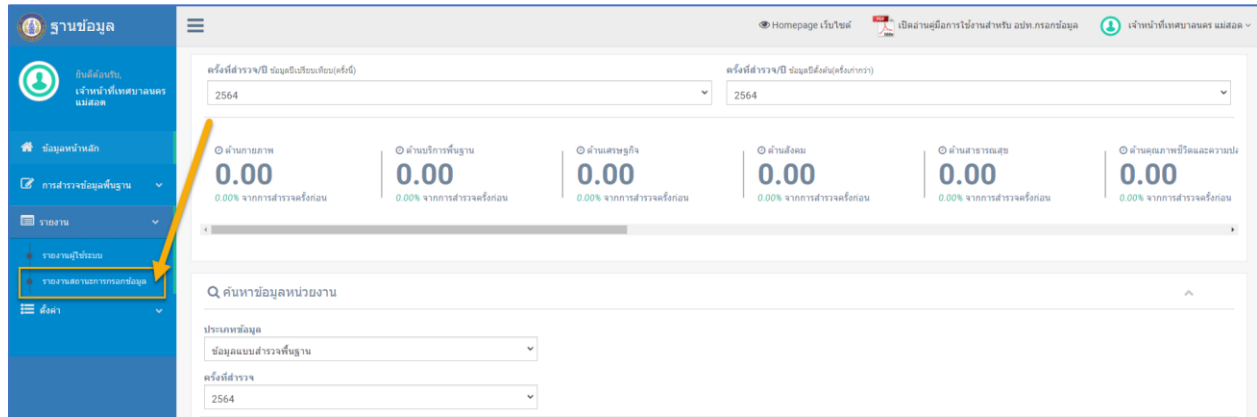 ฐานข้อมูล
Homepage เว็บไซต์
เปิดอ่านคู่มือการใช้งานสำหรับ อปท.กรอกข้อมูล
เจ้าหน้าที่เทศบาลนคร แม่สอด
ยินดีต้อนรับ,
เจ้าหน้าที่เทศบาลนคร
แม่สอด
ข้อมูลหน้าหลัก
การสำรวจข้อมูลพื้นฐาน
รายงาน
รายงานผู้ใช้ระบบ
รายงานสถานะการกรอกข้อมูล
ตั้งค่า
ครั้งที่สำรวจ/ปี ข้อมูลปีเปรียบเทียบ(ครั้งนี้)
ครั้งที่สำรวจ/ปี ข้อมูลปีตั้งต้น(ครั้งเก่ากว่า)
2564
2564
ด้านกายภาพ
ด้านบริการพื้นฐาน
ด้านเศรษฐกิจ
ด้านสังคม
ด้านสาธารณสุข
ด้านคุณภาพชีวิตและความปล
0.00
0.00
0.00
0.00
0.00
0.00
0.00% จากการสำรวจครั้งก่อน
0.00% จากการสำรวจครั้งก่อน
0.00% จากการสำรวจครั้งก่อน
0.00% จากการสำรวจครั้งก่อน
0.00% จากการสำรวจครั้งก่อน
0.00% จากการสำรวจครั้งก่อน
ค้นหาข้อมูลหน่วยงาน
ประเภทข้อมูล
ข้อมูลแบบสำรวจพื้นฐาน
ครั้งที่สำรวจ
2564